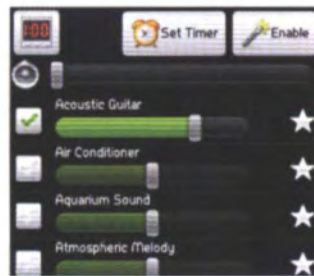 1:00
Set Timer
Enable
Acoustic Guitar
Air Conditioner
Aquarium Sound
Atmospheric Melody